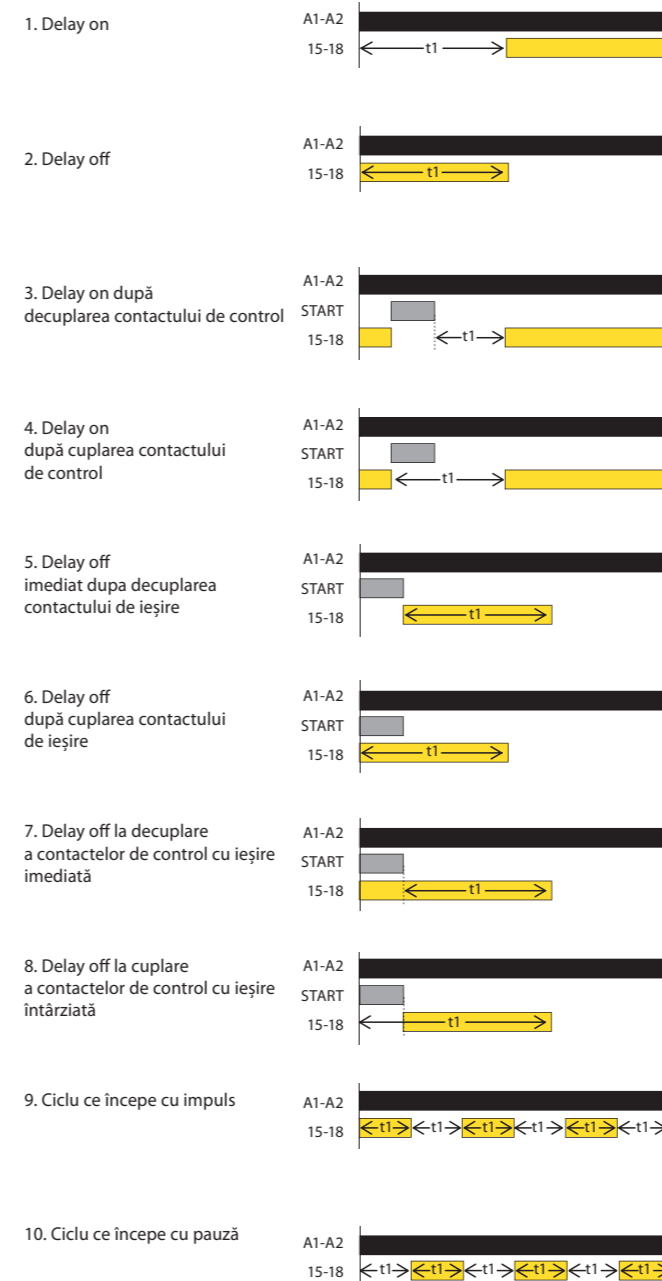 1. Delay on
A1-A2
15-18
t1
2. Delay off
A1-A2
15-18
t1
3. Delay on după
decuplarea contactului de control
A1-A2
START
15-18
t1
4. Delay on
după cuplarea contactului
de control
A1-A2
START
15-18
t1
5. Delay off
imediat dupa decuplarea
contactului de ieșire
A1-A2
START
15-18
t1
6. Delay off
după cuplarea contactului
de ieșire
A1-A2
START
15-18
t1
7. Delay off la decuplare
a contactelor de control cu ieșire
imediată
A1-A2
START
15-18
t1
8. Delay off la cuplare
a contactelor de control cu ieșire
întârziată
A1-A2
START
15-18
t1
9. Ciclu ce începe cu impuls
A1-A2
15-18
t1 t1 t1 t1 t1 t1
10. Ciclu ce începe cu pauză
A1-A2
15-18
t1 t1 t1 t1 t1 t1